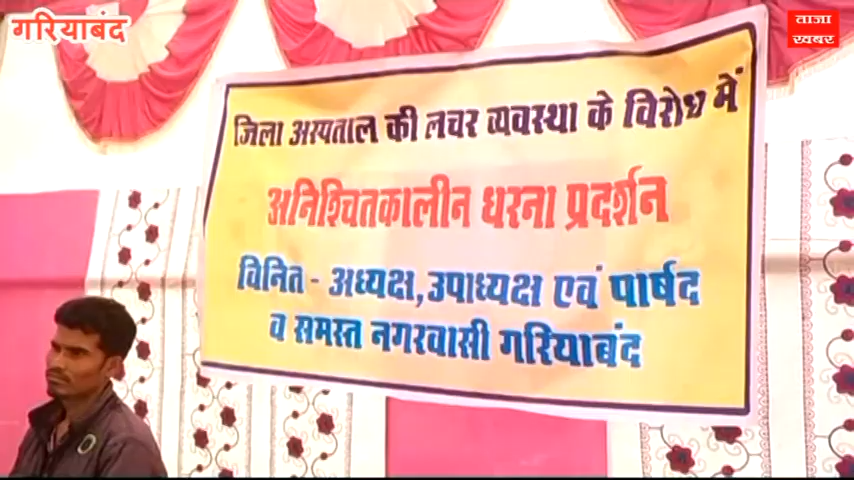 गरियाबंद
ताजा
खबर
जिला अस्पताल की लचर व्यवस्था के विरोध में
अनिश्चितकालीन धरना प्रदर्शन
विनित - अध्यक्ष, उपाध्यक्ष एवं पार्षद
व समस्त नगरवासी गरियाबंद